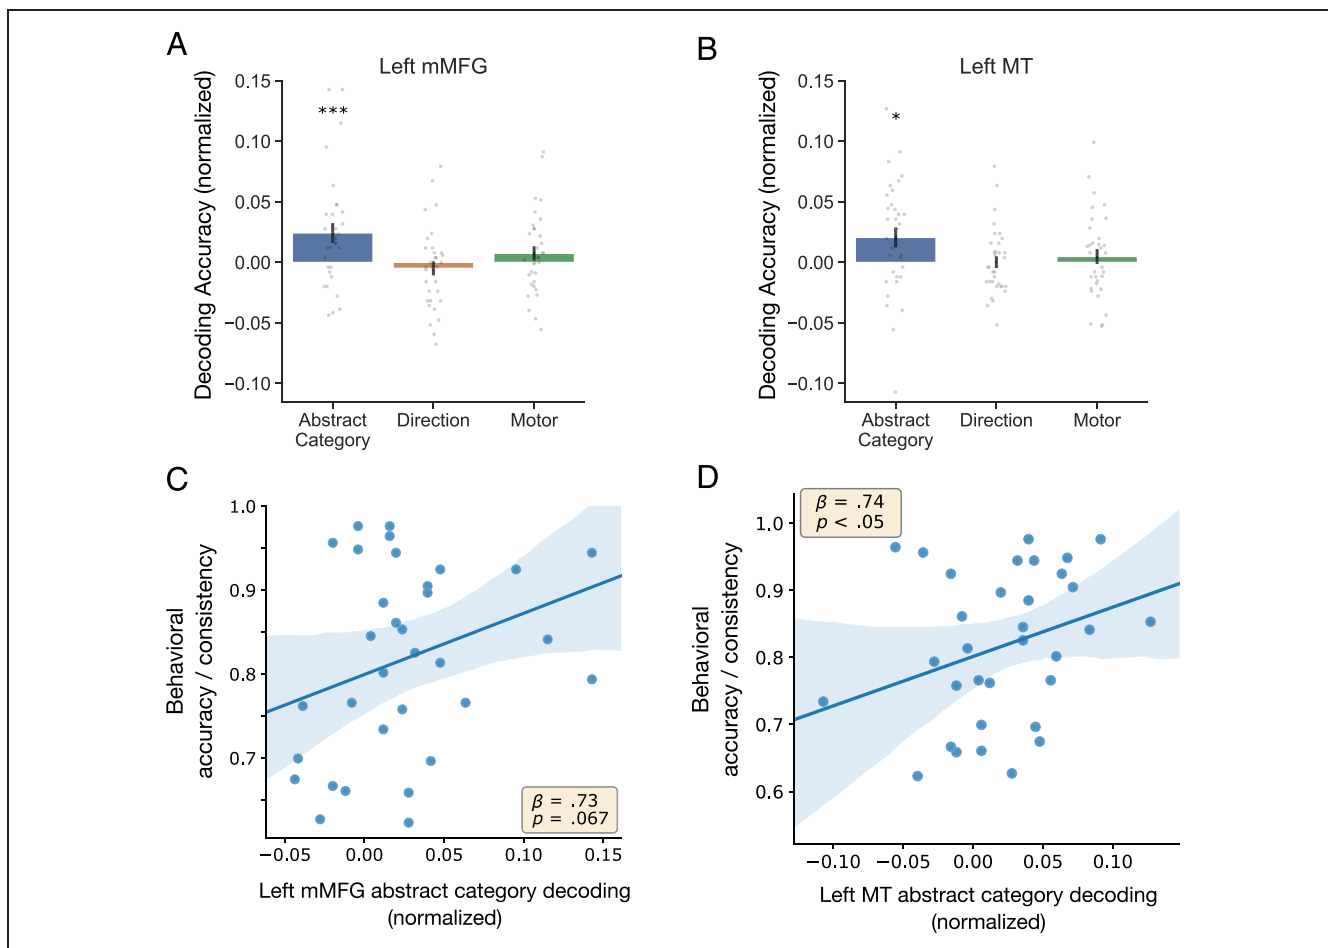 A
Left mMFG
Decoding Accuracy (normalized)
0.15
0.10
0.05
0.00
−0.05
−0.10
***
Abstract
Category
Direction
Motor
B
Left MT
Decoding Accuracy (normalized)
0.15
0.10
0.05
0.00
−0.05
−0.10
*
Abstract
Category
Direction
Motor
C
Behavioral
accuracy / consistency
1.0
0.9
0.8
0.7
β = .73
p = .067
−0.05
0.00
0.05
0.10
0.15
Left mMFG abstract category decoding
(normalized)
D
Behavioral
accuracy / consistency
β = .74
p < .05
1.0
0.9
0.8
0.7
0.6
−0.10
−0.05
0.00
0.05
0.10
Left MT abstract category decoding
(normalized)